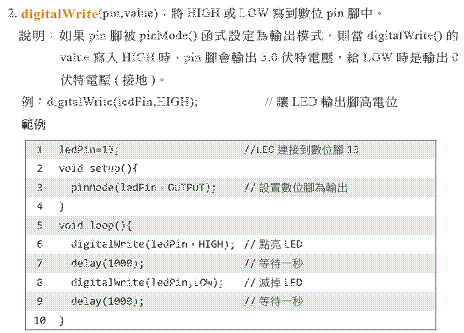 2. digitalWrite(pin,value)：將 HIGH 或 LOW 寫到數位 pin 腳中。
說明：如果 pin 腳被 pinMode() 函式設定為輸出模式，則當 digitalWrite() 的
value 寫入 HIGH 時，pin 腳會輸出 5.0 伏特電壓，給 LOW 時是輸出 0
伏特電壓 ( 接地 )。
例：digitalWrite(ledPin,HIGH); // 讓 LED 輸出腳高電位
範例
1 ledPin=13; //LED 連接到數位腳 13
2 void setup(){
3 pinMode(ledPin，OUTPUT); // 設置數位腳為輸出
4 }
5 void loop(){
6 digitalWrite(ledPin，HIGH); // 點亮 LED
7 delay(1000); // 等待一秒
8 digitalWrite(ledPin,LOW); // 滅掉 LED
9 delay(1000); // 等待一秒
10 }